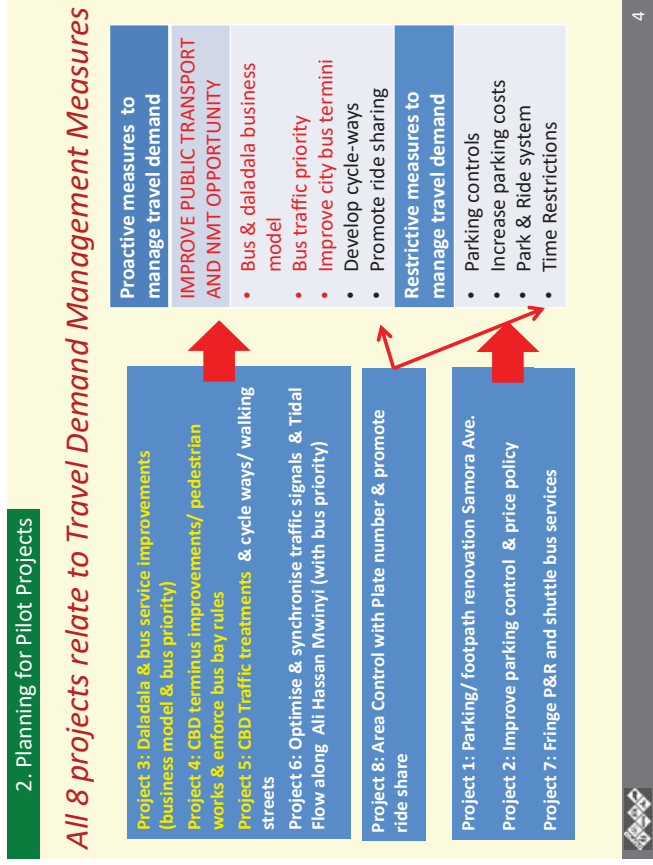 2. Planning for Pilot Projects
All 8 projects relate to Travel Demand Management Measures
Project 3: Daladala & bus service improvements
(business model & bus priority)
Project 4: CBD terminus improvements/ pedestrian
works & enforce bus bay rules
Project 5: CBD Traffic treatments & cycle ways/ walking
streets
Project 6: Optimise & synchronise traffic signals & Tidal
Flow along Ali Hassan Mwinyi (with bus priority)
Project 8: Area Control with Plate number & promote
ride share
Project 1: Parking/ footpath renovation Samora Ave.
Project 2: Improve parking control & price policy
Project 7: Fringe P&R and shuttle bus services
Proactive measures to
manage travel demand
IMPROVE PUBLIC TRANSPORT
AND NMT OPPORTUNITY
• Bus & daladala business
model
• Bus traffic priority
• Improve city bus termini
• Develop cycle-ways
• Promote ride sharing
Restrictive measures to
manage travel demand
• Parking controls
• Increase parking costs
• Park & Ride system
• Time Restrictions
4